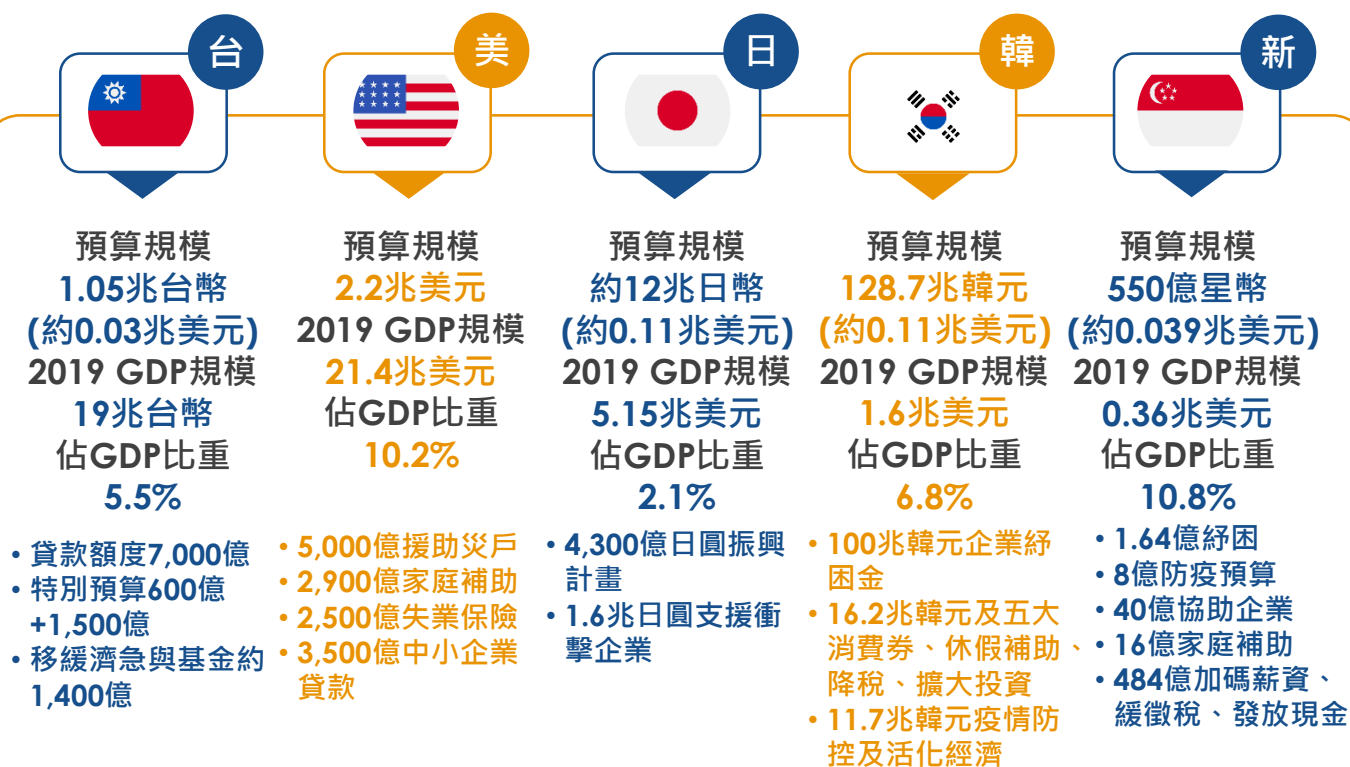 台
預算規模
1.05兆台幣
(約0.03兆美元)
2019 GDP規模
19兆台幣
佔GDP比重
5.5%
• 貸款額度7,000億
• 特別預算600億
+1,500億
• 移緩濟急與基金約
1,400億
美
預算規模
2.2兆美元
2019 GDP規模
21.4兆美元
佔GDP比重
10.2%
• 5,000億援助災戶
• 2,900億家庭補助
• 2,500億失業保險
• 3,500億中小企業
貸款
日
預算規模
約12兆日幣
(約0.11兆美元)
2019 GDP規模
5.15兆美元
佔GDP比重
2.1%
• 4,300億日圓振興
計畫
• 1.6兆日圓支援衝
擊企業
韓
預算規模
128.7兆韓元
(約0.11兆美元)
2019 GDP規模
1.6兆美元
佔GDP比重
6.8%
• 100兆韓元企業紓
困金
• 16.2兆韓元及五大
消費券、休假補助、
降稅、擴大投資
• 11.7兆韓元疫情防
控及活化經濟
新
預算規模
550億星幣
(約0.039兆美元)
2019 GDP規模
0.36兆美元
佔GDP比重
10.8%
• 1.64億紓困
• 8億防疫預算
• 40億協助企業
• 16億家庭補助
• 484億加碼薪資、
緩徵稅、發放現金